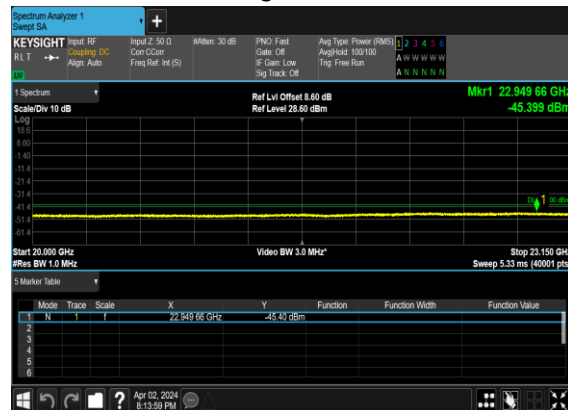 Spectrum Analyzer 1
Swept SA
+
KEYSIGHT Input: RF Input Z: 50 Ω #Atten: 30 dB PNO: Fast Avg Type: Power (RMS) 1 2 3 4 5 6
RLT Coupling: DC Corr CCorr Gate: Off Avg|Hold: 100/100 A W W W W W
Align: Auto Freq Ref: Int (S) IF Gain: Low Trig: Free Run
LW Sig Track: Off A N N N N N
1 Spectrum Ref Lvl Offset 8.60 dB Mkr1 22.949 66 GHz
Scale/Div 10 dB Ref Level 28.60 dBm -45.399 dBm
Log
18.6
8.60
-1.40
-11.4
-21.4
-31.4
-41.4
-51.4
-61.4
1
Start 20.000 GHz Video BW 3.0 MHz* Stop 23.150 GHz
#Res BW 1.0 MHz Sweep 5.33 ms (40001 pts
5 Marker Table
Mode Trace Scale X Y Function Function Width Function Value
1 N 1 f 22.949 66 GHz -45.40 dBm
2
3
4
5
6
? Apr 02, 2024
8:13:59 PM